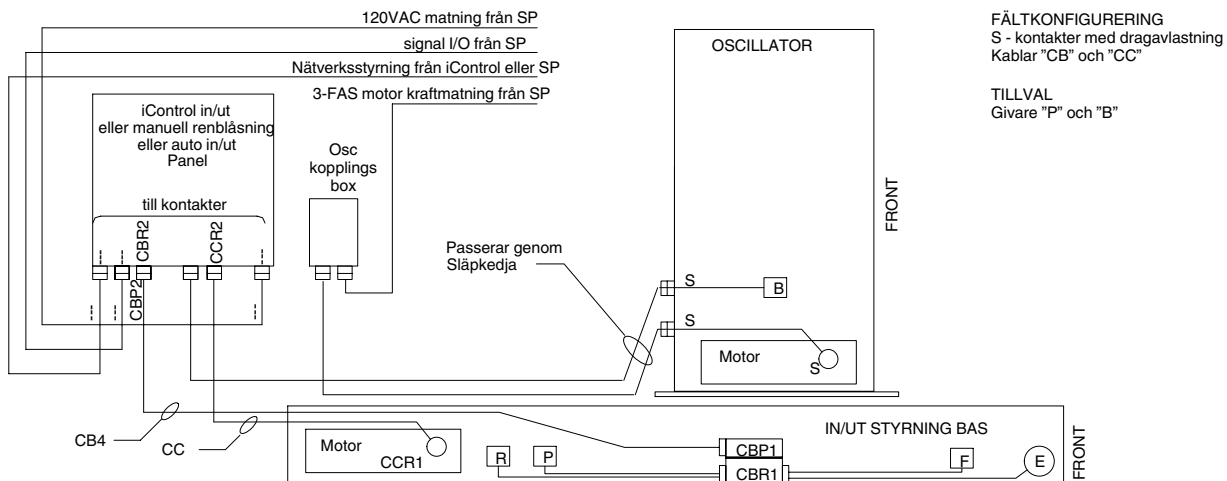 120VAC matning från SP
signal I/O från SP
Nätverksstyrning från iControl eller SP
3-FAS motor kraftmatning från SP
iControl in/ut
eller manuell renblåsning
eller auto in/ut
Panel
till kontakter
CBR2
CCR2
CBP2
Osc
kopplings
box
Passerar genom
Släpkedja
OSCILLATOR
FRONT
S
B
S
Motor
S
FÄLTKONFIGURERING
S - kontakter med dragavlastning
Kablar "CB" och "CC"
TILLVAL
Givare "P" och "B"
CB4
CC
Motor
CCR1
R
P
CBP1
CBR1
IN/UT STYRNING BAS
F
E
FRONT